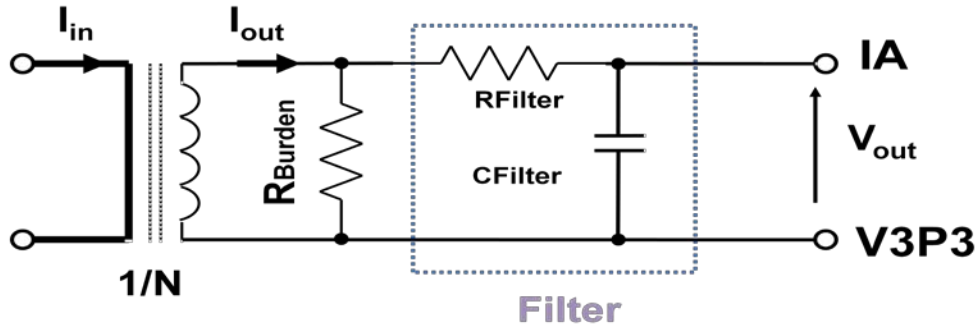 Iin
Iout
IA
RFilter
RBurden
CFilter
Vout
V3P3
1/N
Filter